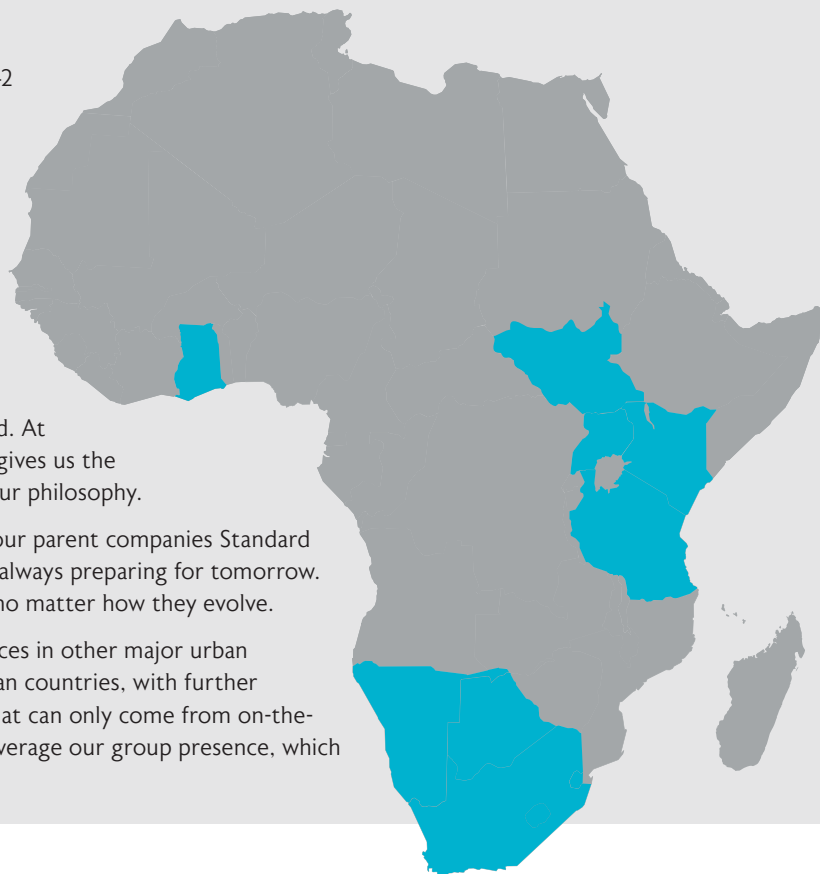 2
d. At
gives us the
ur philosophy.
our parent companies Standard
always preparing for tomorrow.
no matter how they evolve.
ces in other major urban
an countries, with further
at can only come from on-the-
verage our group presence, which